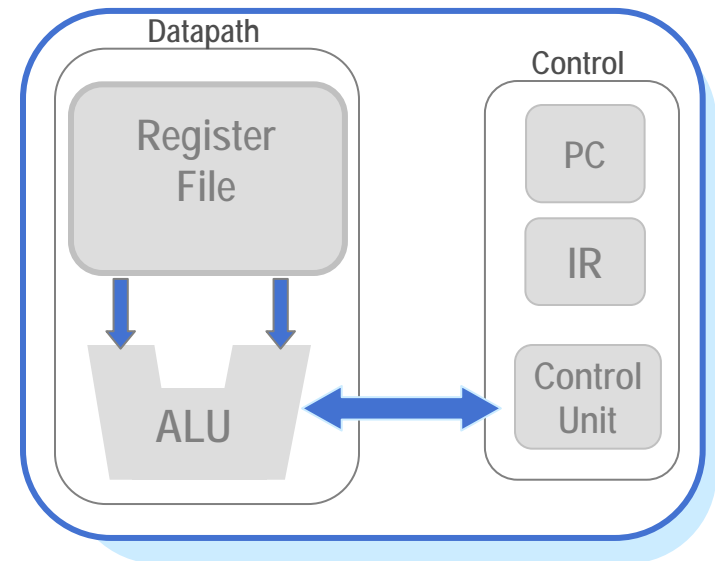 Datapath
Register
File
ALU
Control
PC
IR
Control
Unit